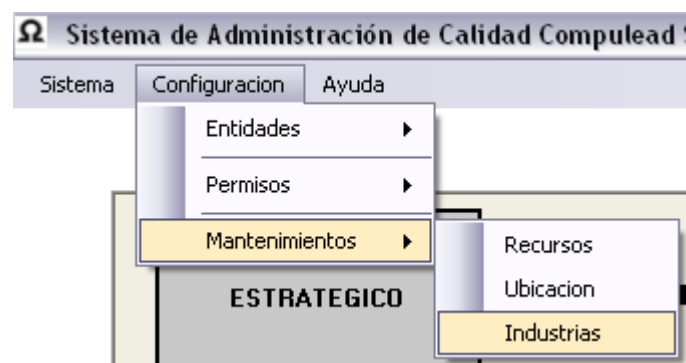 Ω Sistema de Administración de Calidad Compulead
Sistema Configuracion Ayuda
Entidades
Permisos
Mantenimientos
Recursos
ESTRATEGICO
Ubicacion
Industrias